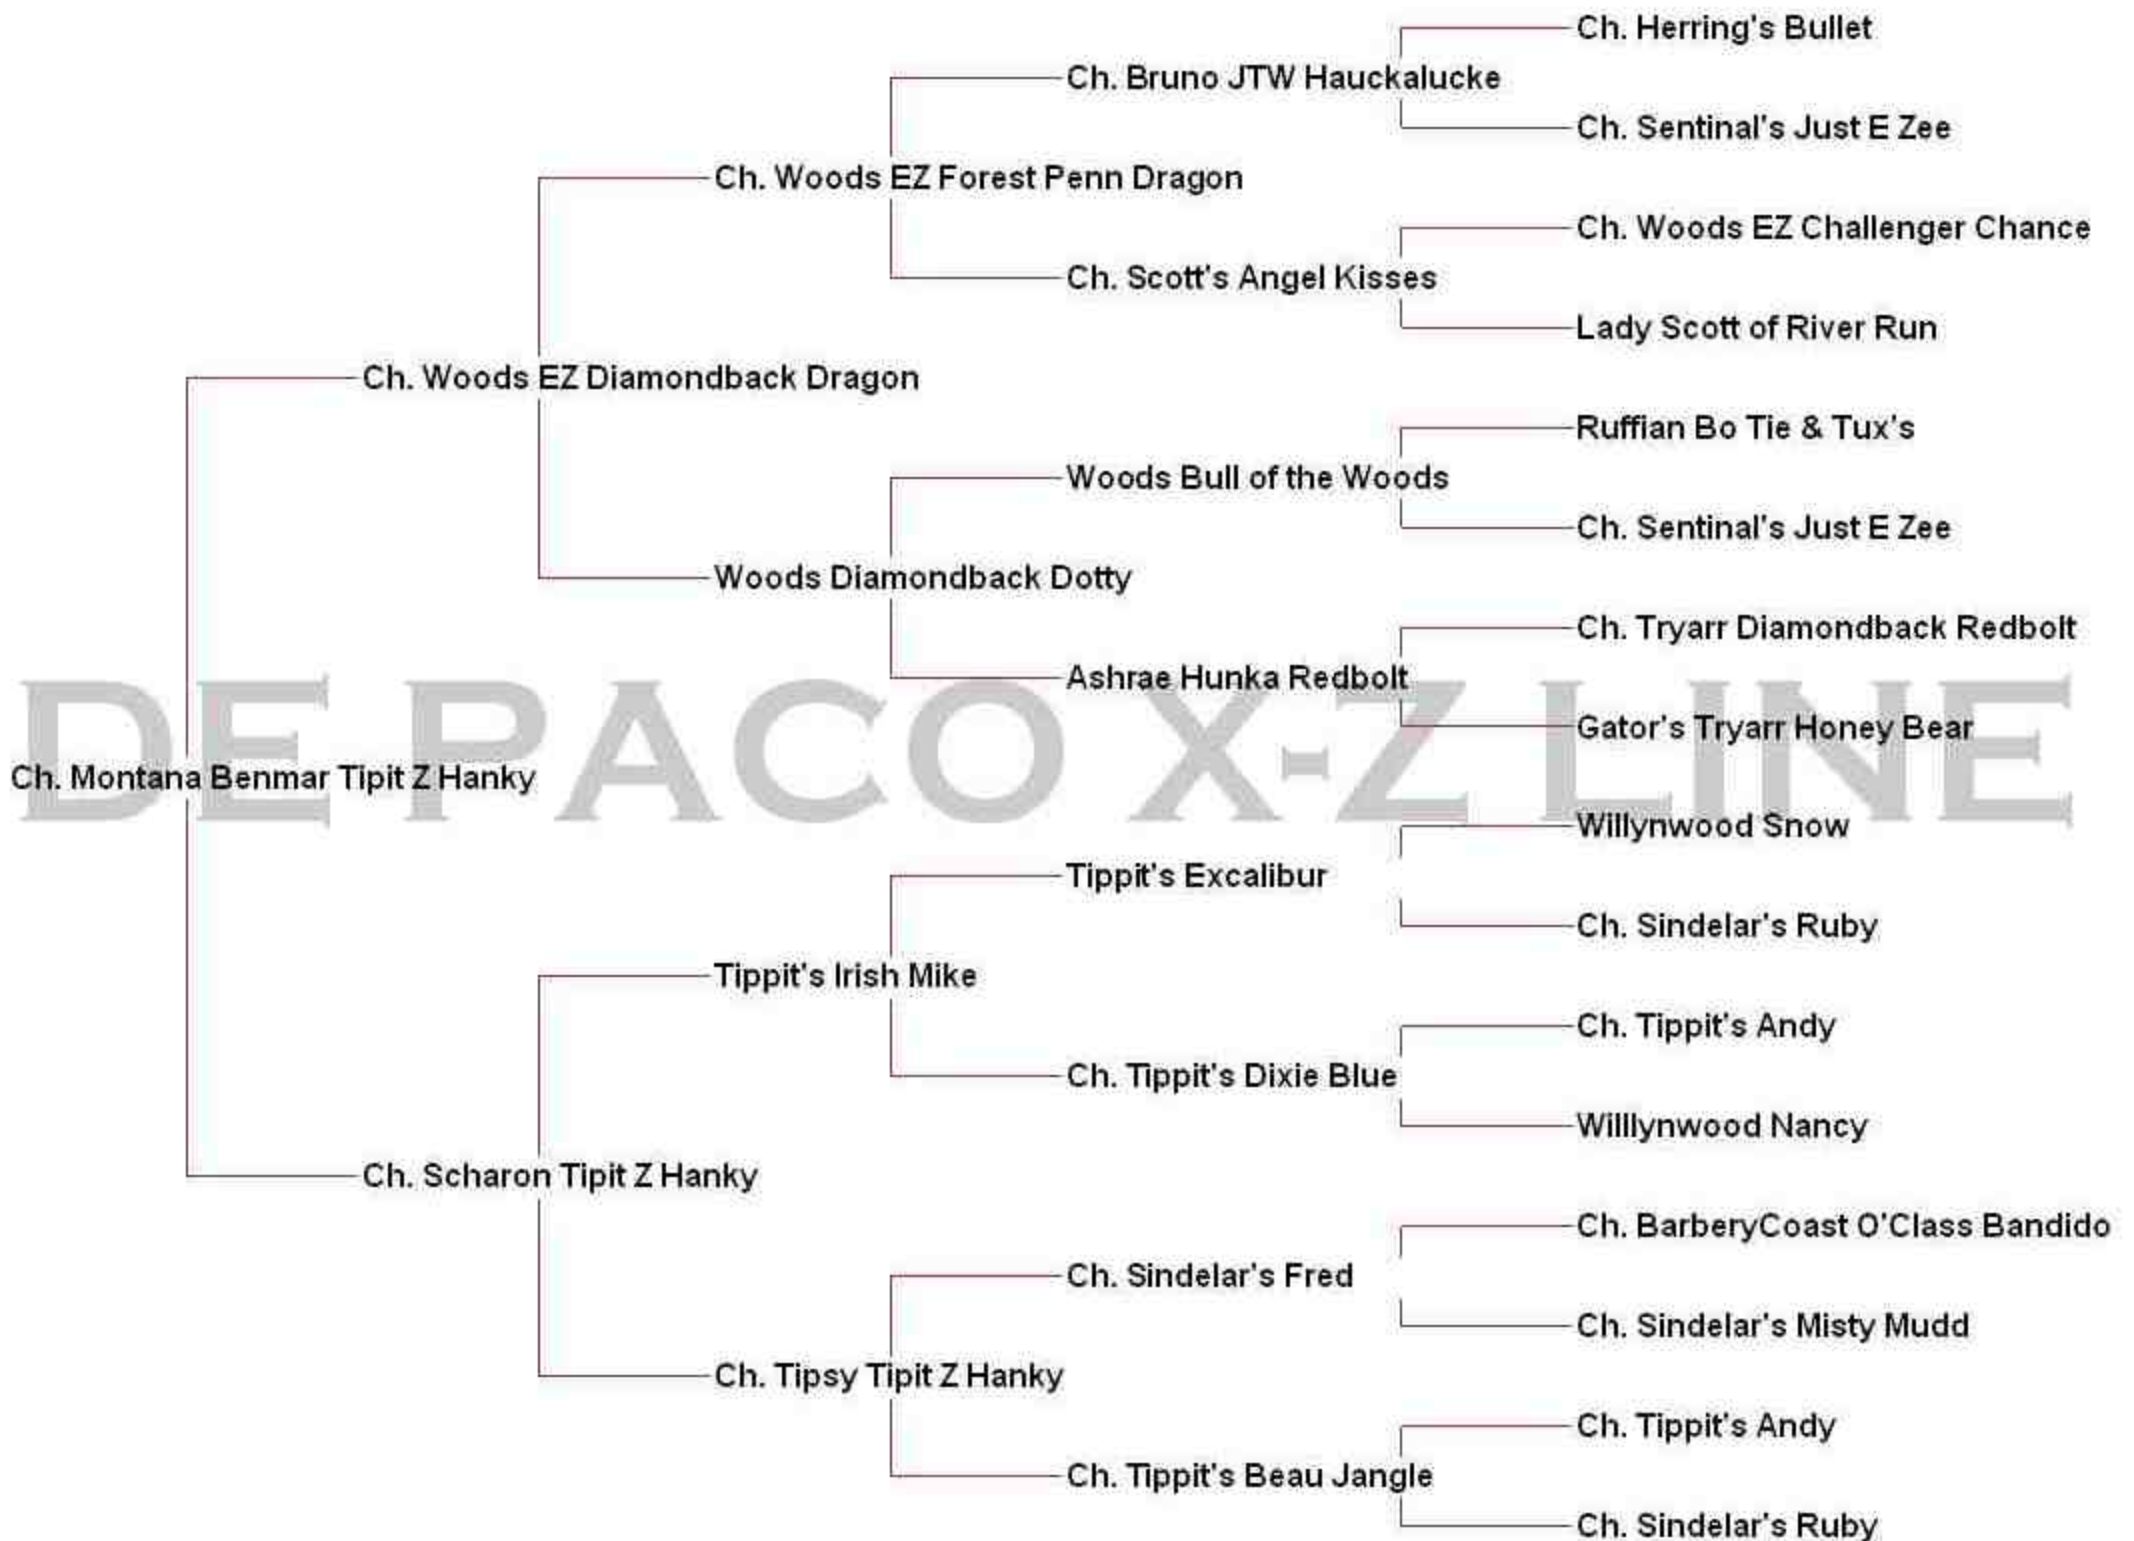 Ch. Herring's Bullet
Ch. Bruno JTW Hauckalucke
Ch. Sentinal's Just E Zee
Ch. Woods EZ Forest Penn Dragon
Ch. Woods EZ Challenger Chance
Ch. Scott's Angel Kisses
Lady Scott of River Run
Ch. Woods EZ Diamondback Dragon
Ruffian Bo Tie & Tux's
Woods Bull of the Woods
Ch. Sentinal's Just E Zee
Woods Diamondback Dotty
Ch. Tryarr Diamondback Redbolt
Ashrae Hunka Redbolt
Gator's Tryarr Honey Bear
DE PACO X-Z LINE
Ch. Montana Benmar Tipit Z Hanky
Willynwood Snow
Tippit's Excalibur
Ch. Sindelar's Ruby
Tippit's Irish Mike
Ch. Tippit's Andy
Ch. Tippit's Dixie Blue
Willlynwood Nancy
Ch. Scharon Tipit Z Hanky
Ch. BarberyCoast O'Class Bandido
Ch. Sindelar's Fred
Ch. Sindelar's Misty Mudd
Ch. Tipsy Tipit Z Hanky
Ch. Tippit's Andy
Ch. Tippit's Beau Jangle
Ch. Sindelar's Ruby